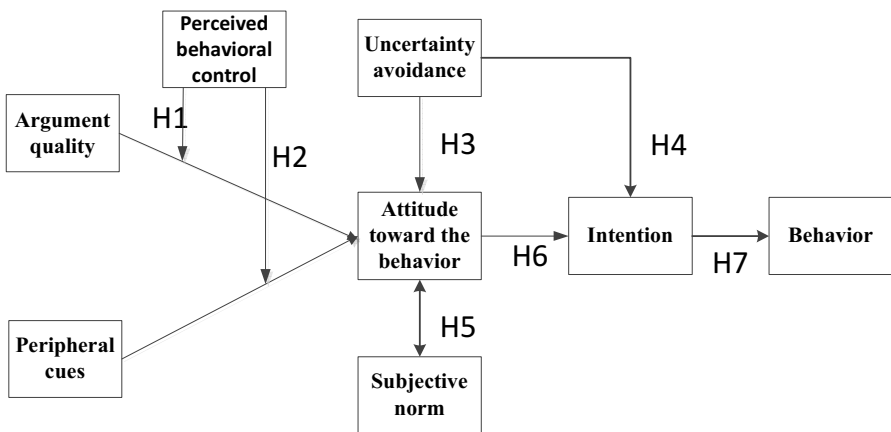 Perceived
behavioral
control
Uncertainty
avoidance
Argument
quality
H1
H2
H3
H4
Attitude
toward the
behavior
Intention
Behavior
H6
H7
H5
Peripheral
cues
Subjective
norm